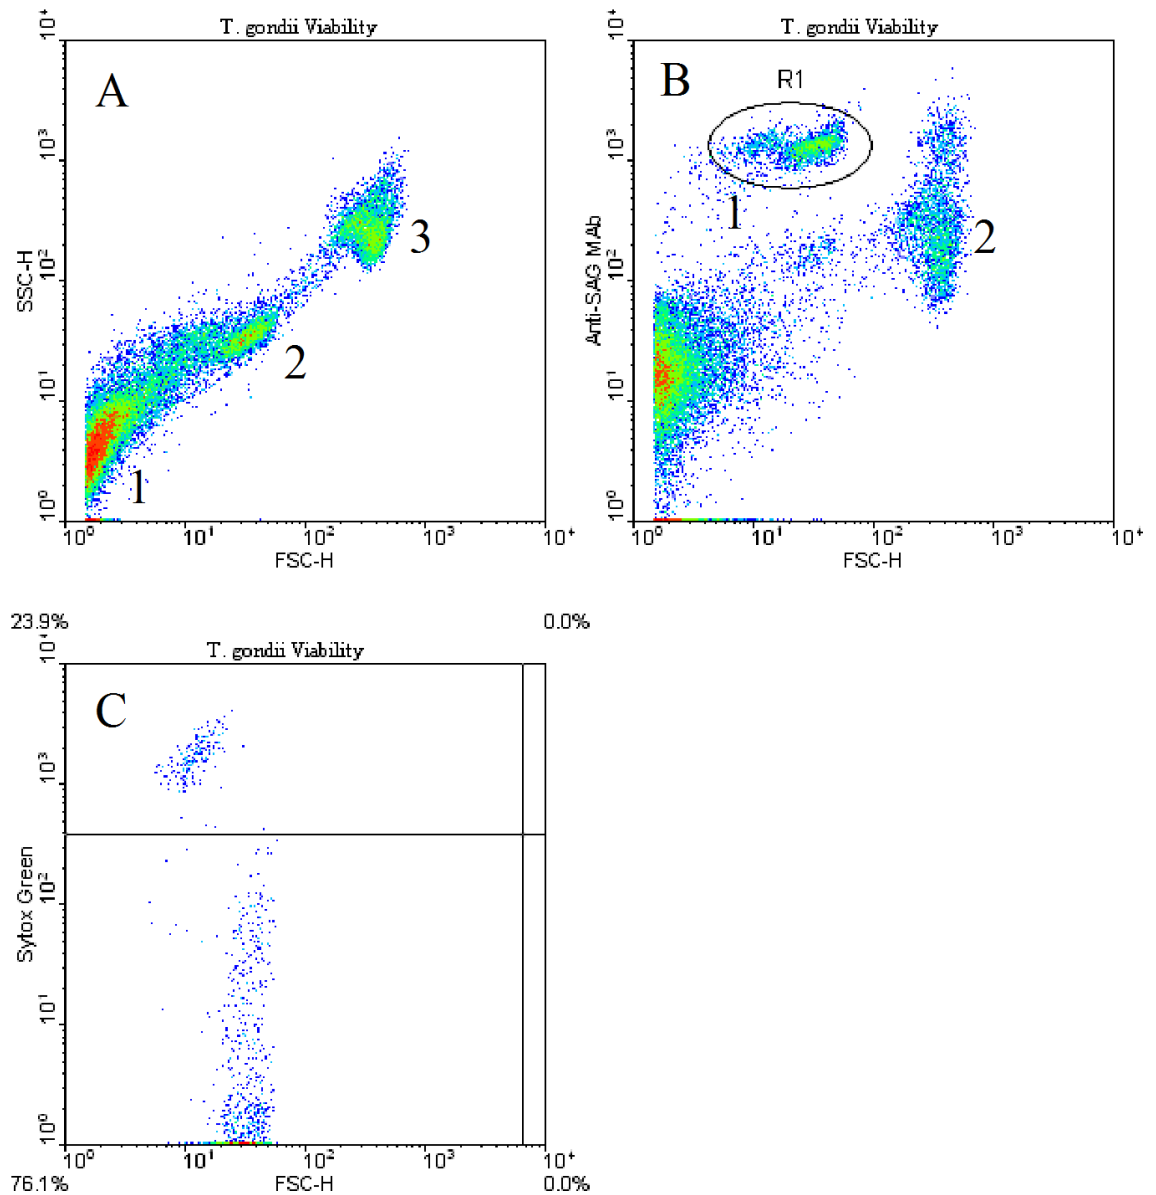 T. gondii Viability
A
SSC-H
10⁴
10³
10²
10¹
10⁰
1
2
3
10⁰ 10¹ 10² 10³ 10⁴
FSC-H
T. gondii Viability
B
R1
Anti-SAG MAb
10⁴
10³
10²
10¹
10⁰
1
2
10⁰ 10¹ 10² 10³ 10⁴
FSC-H
23.9% 0.0%
T. gondii Viability
C
Sytox Green
10⁴
10³
10²
10¹
10⁰
10⁰ 10¹ 10² 10³ 10⁴
FSC-H
76.1% 0.0%